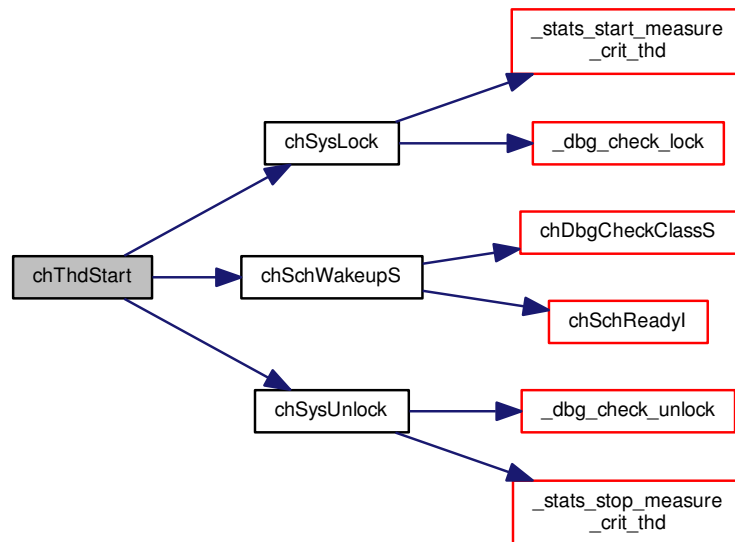 _stats_start_measure
_crit_thd
chSysLock
_dbg_check_lock
chDbgCheckClassS
chThdStart
chSchWakeupS
chSchReadyI
chSysUnlock
_dbg_check_unlock
_stats_stop_measure
_crit_thd